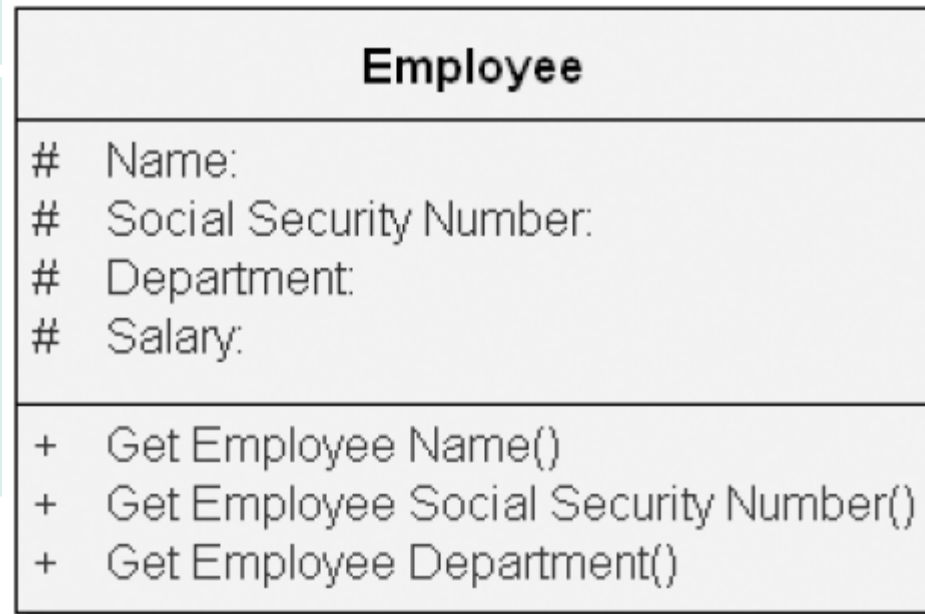 Employee
# Name:
# Social Security Number:
# Department:
# Salary:
+ Get Employee Name()
+ Get Employee Social Security Number()
+ Get Employee Department()